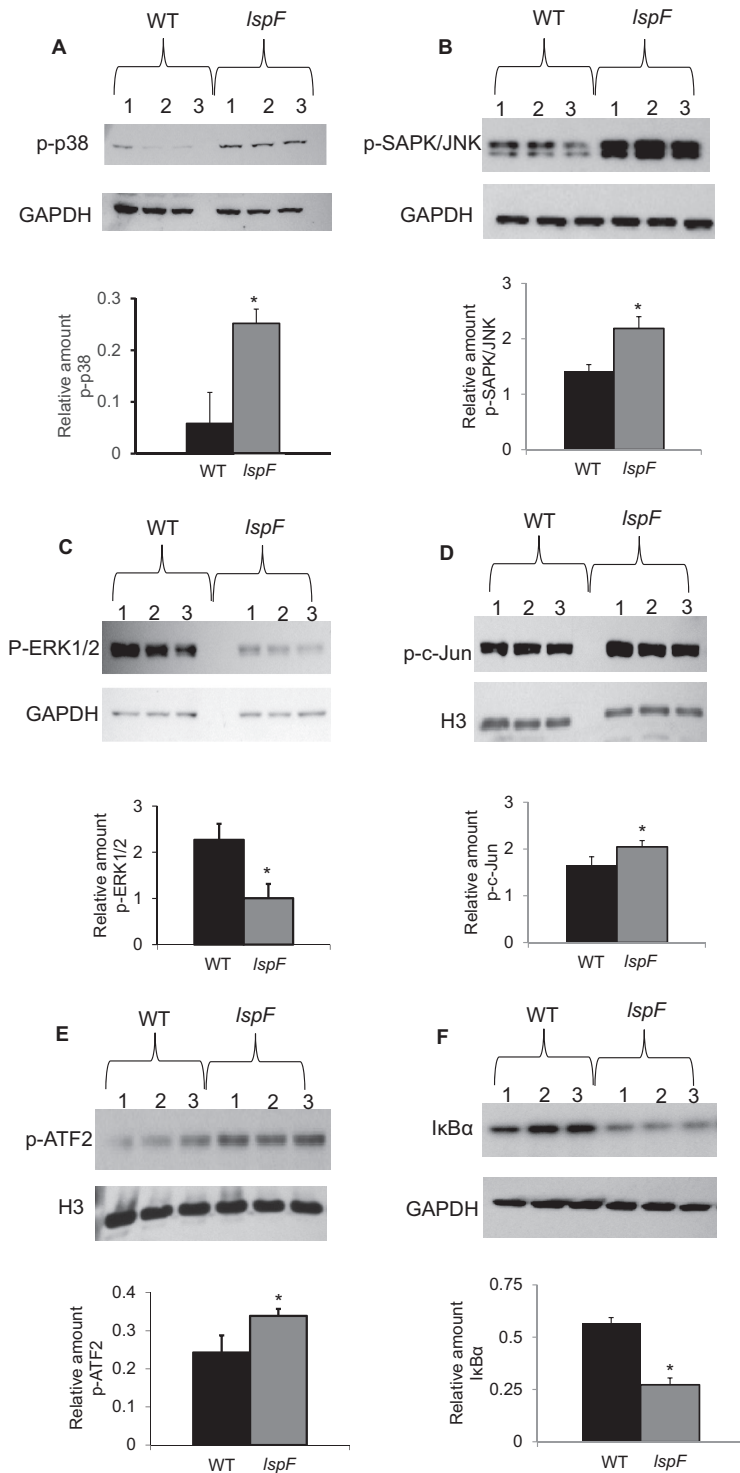 A
WT
lspF
1 2 3 1 2 3
p-p38
GAPDH
Relative amount
p-p38
0.3
0.2
0.1
0
*
WT lspF
B
WT
lspF
1 2 3 1 2 3
p-SAPK/JNK
GAPDH
Relative amount
p-SAPK/JNK
3
2
1
0
*
WT lspF
C
WT
lspF
1 2 3 1 2 3
P-ERK1/2
GAPDH
Relative amount
p-ERK1/2
3
2
1
0
*
WT lspF
D
WT
lspF
1 2 3 1 2 3
p-c-Jun
H3
Relative amount
p-c-Jun
3
2
1
0
*
WT lspF
E
WT
lspF
1 2 3 1 2 3
p-ATF2
H3
Relative amount
p-ATF2
0.4
0.3
0.2
0.1
0
*
WT lspF
F
WT
lspF
1 2 3 1 2 3
IκBα
GAPDH
Relative amount
IκBα
0.75
0.5
0.25
0
*
WT lspF